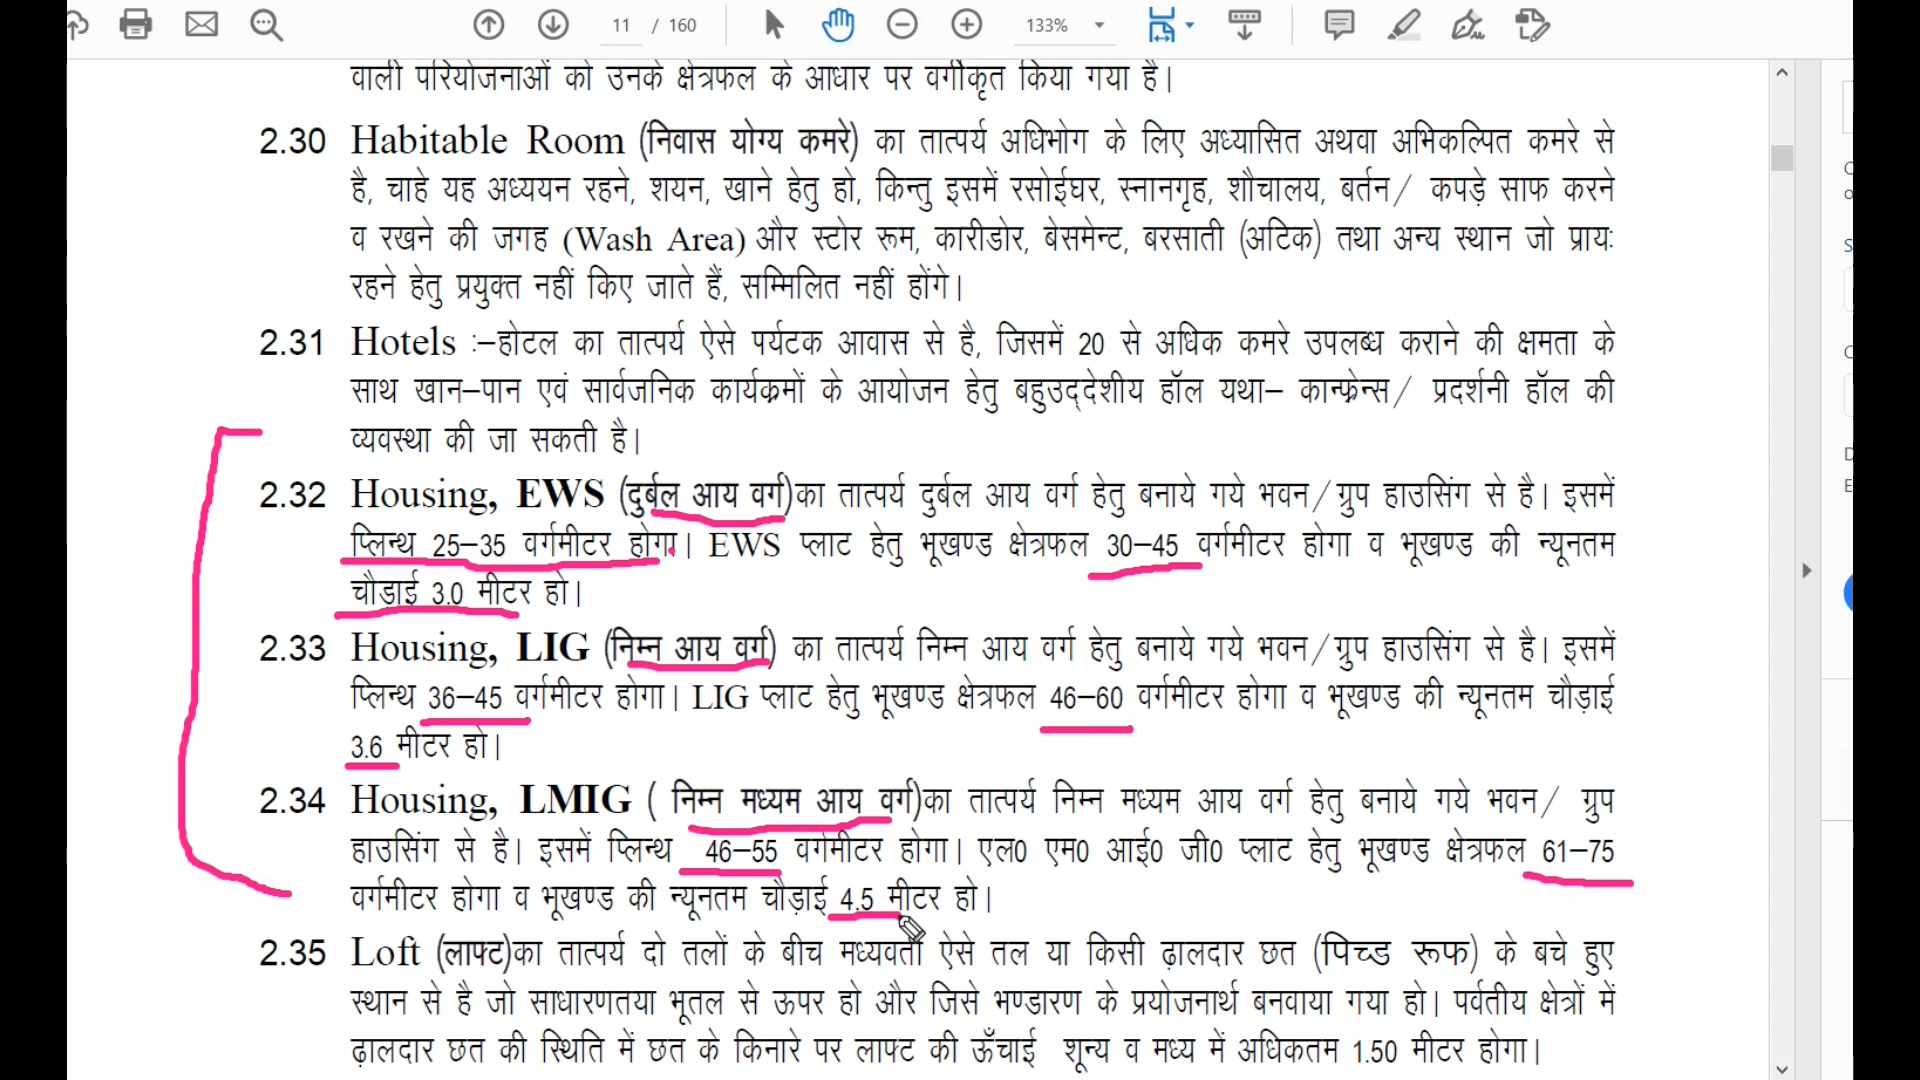 11 / 160
133%
वाली परियोजनाओं को उनके क्षेत्रफल के आधार पर वर्गीकृत किया गया है।
2.30 Habitable Room (निवास योग्य कमरे) का तात्पर्य अधिभोग के लिए अध्यासित अथवा अभिकल्पित कमरे से
है, चाहे यह अध्ययन रहने, शयन, खाने हेतु हो, किन्तु इसमें रसोईघर, स्नानगृह, शौचालय, बर्तन/ कपड़े साफ करने
व रखने की जगह (Wash Area) और स्टोर रूम, कारीडोर, बेसमेन्ट, बरसाती (अटिक) तथा अन्य स्थान जो प्रायः
रहने हेतु प्रयुक्त नहीं किए जाते हैं, सम्मिलित नहीं होंगे।
2.31 Hotels :–होटल का तात्पर्य ऐसे पर्यटक आवास से है, जिसमें 20 से अधिक कमरे उपलब्ध कराने की क्षमता के
साथ खान–पान एवं सार्वजनिक कार्यक्रमों के आयोजन हेतु बहुउद्देशीय हॉल यथा– कान्फ्रेन्स/ प्रदर्शनी हॉल की
व्यवस्था की जा सकती है।
2.32 Housing, EWS (दुर्बल आय वर्ग)का तात्पर्य दुर्बल आय वर्ग हेतु बनाये गये भवन/ग्रुप हाउसिंग से है। इसमें
प्लिन्थ 25–35 वर्गमीटर होगा। EWS प्लाट हेतु भूखण्ड क्षेत्रफल 30–45 वर्गमीटर होगा व भूखण्ड की न्यूनतम
चौड़ाई 3.0 मीटर हो।
2.33 Housing, LIG (निम्न आय वर्ग) का तात्पर्य निम्न आय वर्ग हेतु बनाये गये भवन/ग्रुप हाउसिंग से है। इसमें
प्लिन्थ 36–45 वर्गमीटर होगा। LIG प्लाट हेतु भूखण्ड क्षेत्रफल 46–60 वर्गमीटर होगा व भूखण्ड की न्यूनतम चौड़ाई
3.6 मीटर हो।
2.34 Housing, LMIG ( निम्न मध्यम आय वर्ग)का तात्पर्य निम्न मध्यम आय वर्ग हेतु बनाये गये भवन/ ग्रुप
हाउसिंग से है। इसमें प्लिन्थ 46–55 वर्गमीटर होगा। एल0 एम0 आई0 जी0 प्लाट हेतु भूखण्ड क्षेत्रफल 61–75
वर्गमीटर होगा व भूखण्ड की न्यूनतम चौड़ाई 4.5 मीटर हो।
2.35 Loft (लाफ्ट)का तात्पर्य दो तलों के बीच मध्यवर्ती ऐसे तल या किसी ढ़ालदार छत (पिच्ड रूफ) के बचे हुए
स्थान से है जो साधारणतया भूतल से ऊपर हो और जिसे भण्डारण के प्रयोजनार्थ बनवाया गया हो। पर्वतीय क्षेत्रों में
ढ़ालदार छत की स्थिति में छत के किनारे पर लाफ्ट की ऊँचाई शून्य व मध्य में अधिकतम 1.50 मीटर होगा।